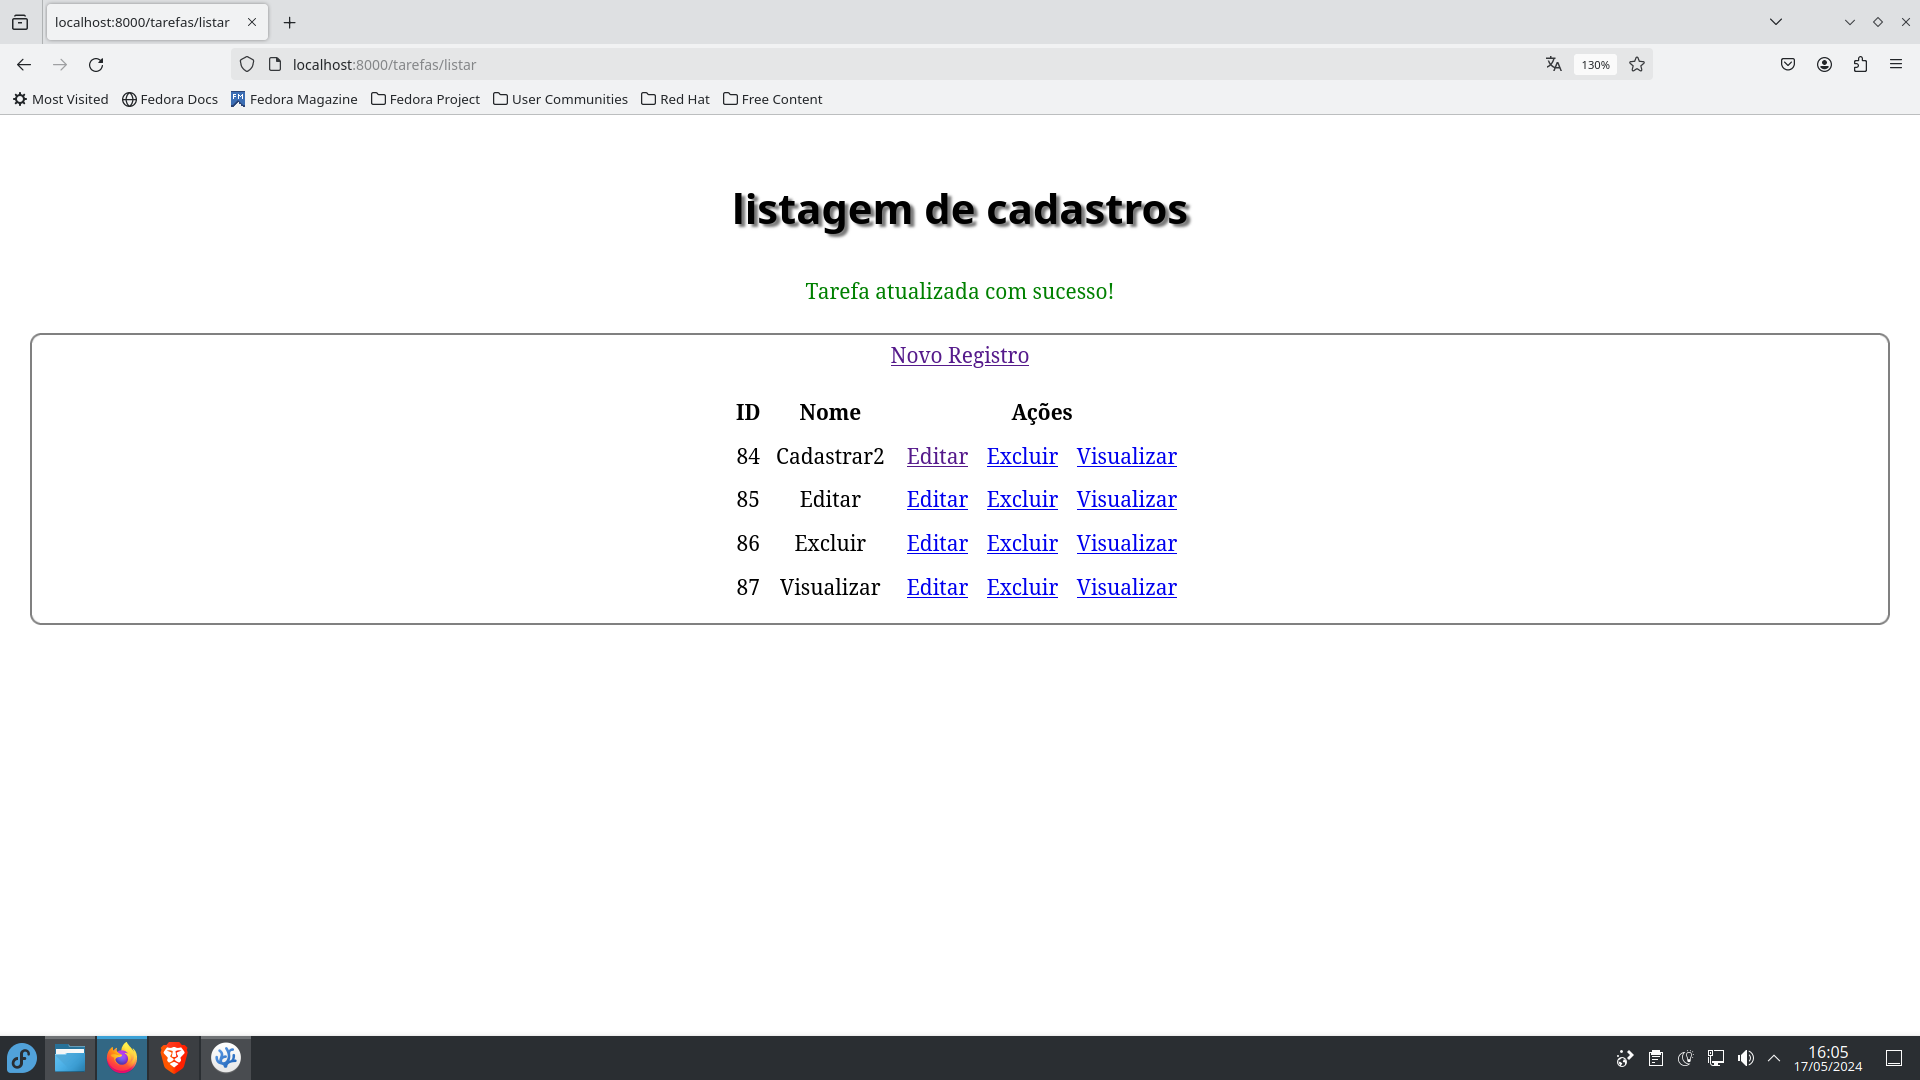 localhost:8000/tarefas/listar
localhost:8000/tarefas/listar 130%
Most Visited Fedora Docs Fedora Magazine Fedora Project User Communities Red Hat Free Content
listagem de cadastros
Tarefa atualizada com sucesso!
Novo Registro
ID Nome Ações
84 Cadastrar2 Editar Excluir Visualizar
85 Editar Editar Excluir Visualizar
86 Excluir Editar Excluir Visualizar
87 Visualizar Editar Excluir Visualizar
16:05
17/05/2024